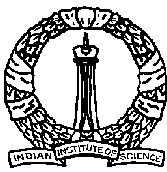 INDIAN INSTITUTE OF SCIENCE